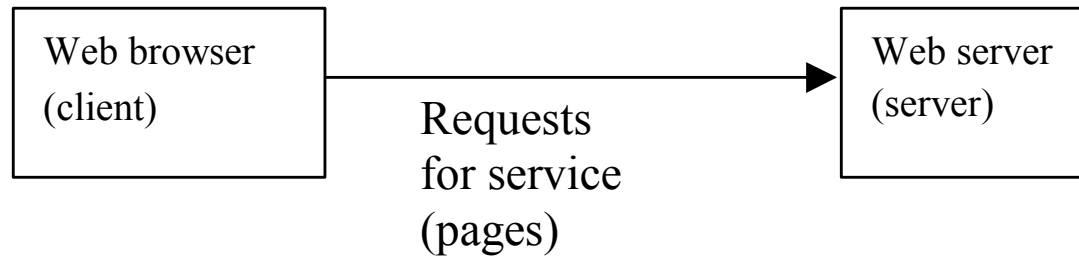 Web browser
(client)
Requests
for service
(pages)
Web server
(server)